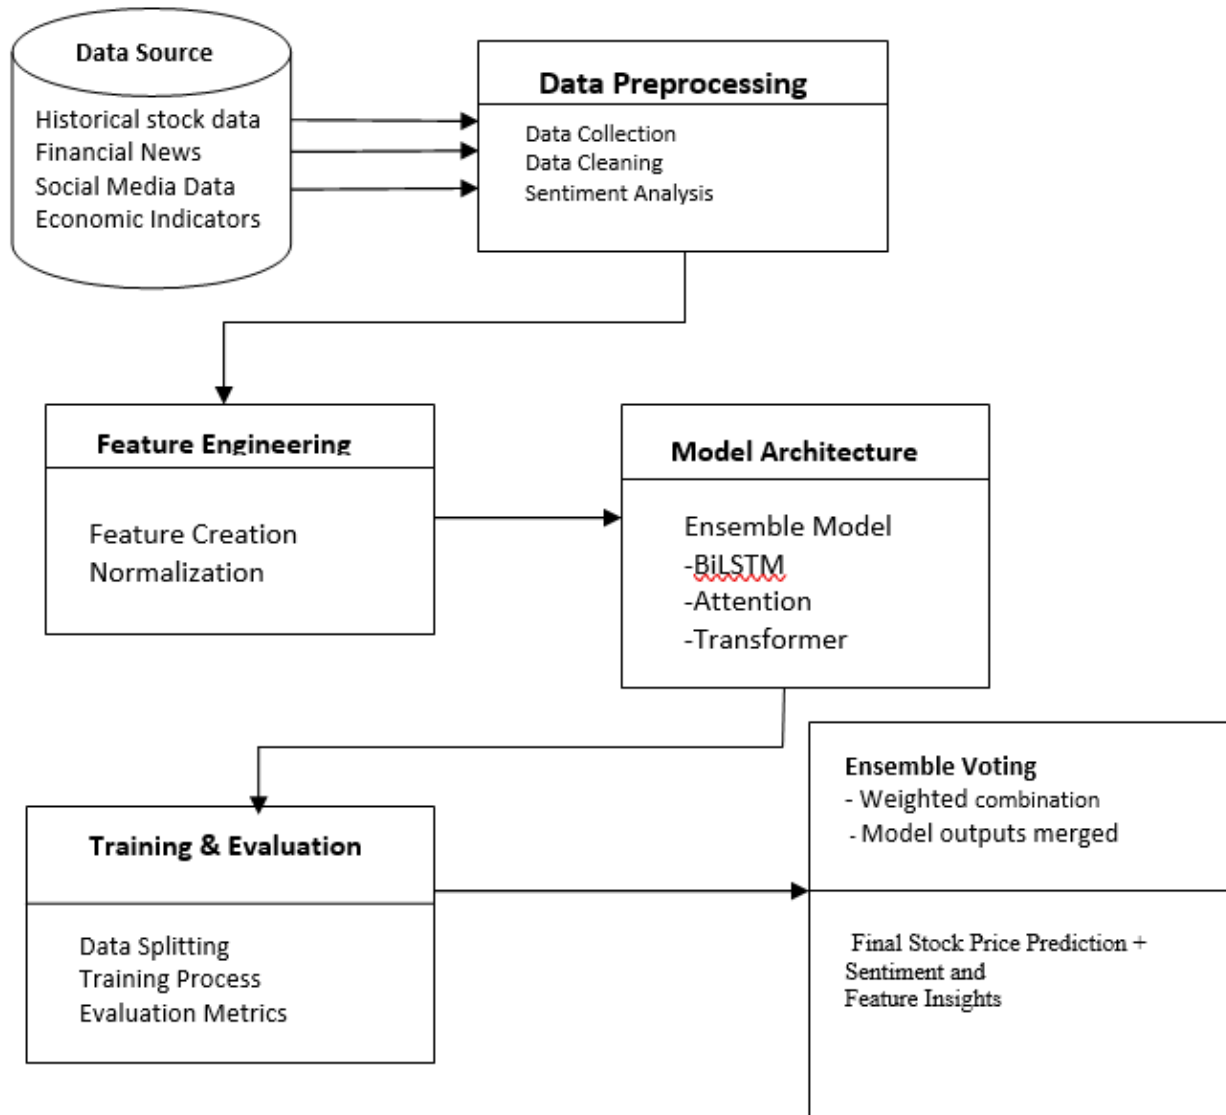 Data Source
Historical stock data
Financial News
Social Media Data
Economic Indicators
Data Preprocessing
Data Collection
Data Cleaning
Sentiment Analysis
Feature Engineering
Feature Creation
Normalization
Model Architecture
Ensemble Model
-BiLSTM
-Attention
-Transformer
Training & Evaluation
Data Splitting
Training Process
Evaluation Metrics
Ensemble Voting
- Weighted combination
- Model outputs merged
Final Stock Price Prediction +
Sentiment and
Feature Insights